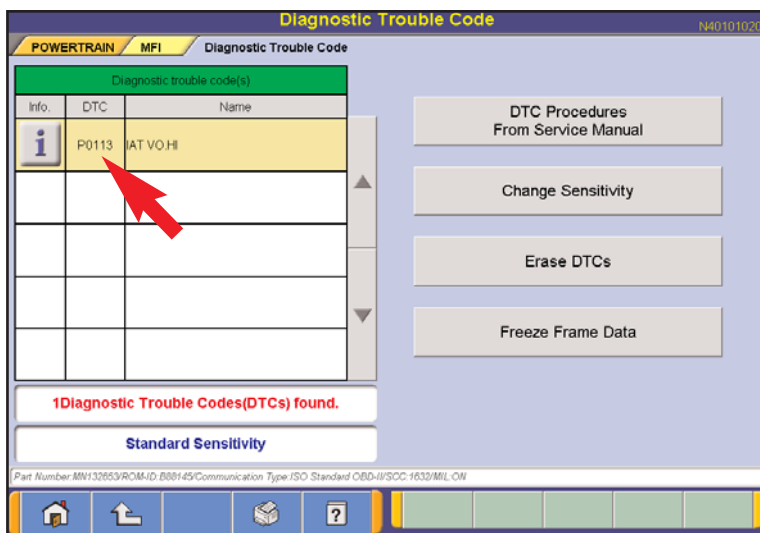 Diagnostic Trouble Code
N40101020
POWERTRAIN MFI Diagnostic Trouble Code
Diagnostic trouble code(s)
Info. DTC Name
i P0113 IAT VO.HI
DTC Procedures
From Service Manual
Change Sensitivity
Erase DTCs
Freeze Frame Data
1Diagnostic Trouble Codes(DTCs) found.
Standard Sensitivity
Part Number:MN132653/ROM-ID:B88145/Communication Type:ISO Standard OBD-II/SCC:1632/MIL:ON
?